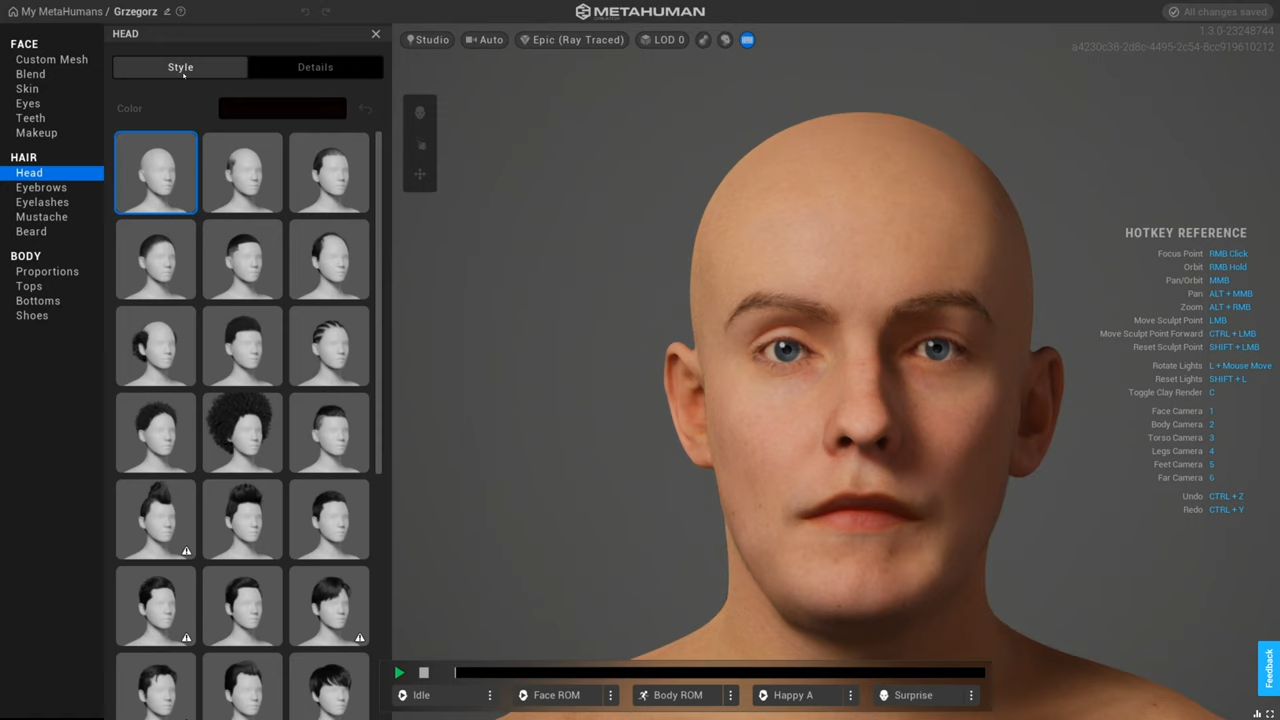 My MetaHumans / Grzegorz
METAHUMAN
CREATOR
All changes saved
1.3.0-23248744
a4230c38-2d8c-4495-2c54-8cc919610212
FACE
Custom Mesh
Blend
Skin
Eyes
Teeth
Makeup
HAIR
Head
Eyebrows
Eyelashes
Mustache
Beard
BODY
Proportions
Tops
Bottoms
Shoes
HEAD
Style
Details
Color
Studio
Auto
Epic (Ray Traced)
LOD 0
HOTKEY REFERENCE
Focus Point RMB Click
Orbit RMB Hold
Pan/Orbit MMB
Pan ALT + MMB
Zoom ALT + RMB
Move Sculpt Point LMB
Move Sculpt Point Forward CTRL + LMB
Reset Sculpt Point SHIFT + LMB
Rotate Lights L + Mouse Move
Reset Lights SHIFT + L
Toggle Clay Render C
Face Camera 1
Body Camera 2
Torso Camera 3
Legs Camera 4
Feet Camera 5
Far Camera 6
Undo CTRL + Z
Redo CTRL + Y
Feedback
Idle
Face ROM
Body ROM
Happy A
Surprise